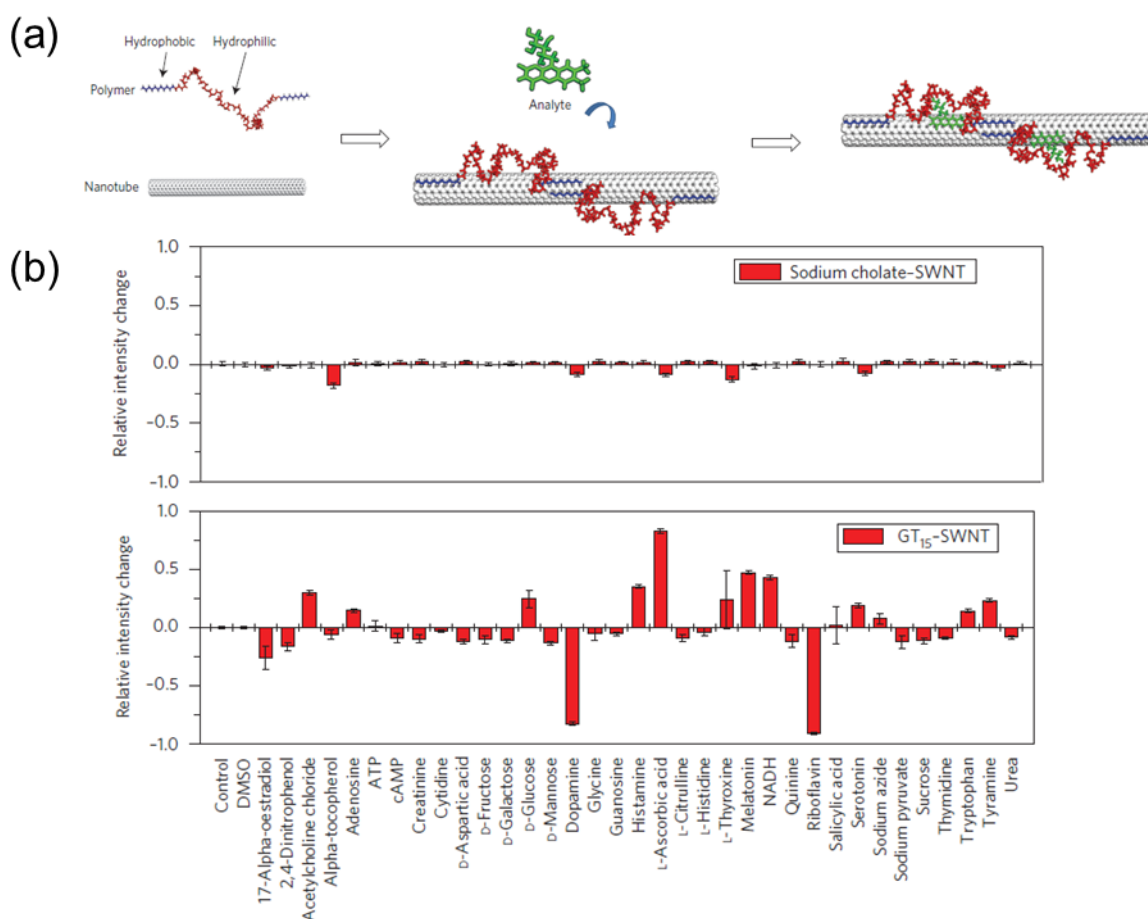 (a)
Hydrophobic
Hydrophilic
Polymer
Nanotube
Analyte
(b)
Relative intensity change
1.0
0.5
0.0
−0.5
−1.0
Sodium cholate–SWNT
Relative intensity change
1.0
0.5
0.0
−0.5
−1.0
GT15–SWNT
Control
DMSO
17-Alpha-oestradiol
2,4-Dinitrophenol
Acetylcholine chloride
Alpha-tocopherol
Adenosine
ATP
cAMP
Creatinine
Cytidine
D-Aspartic acid
D-Fructose
D-Galactose
D-Glucose
D-Mannose
Dopamine
Glycine
Guanosine
Histamine
L-Ascorbic acid
L-Citrulline
L-Histidine
L-Thyroxine
Melatonin
NADH
Quinine
Riboflavin
Salicylic acid
Serotonin
Sodium azide
Sodium pyruvate
Sucrose
Thymidine
Tryptophan
Tyramine
Urea